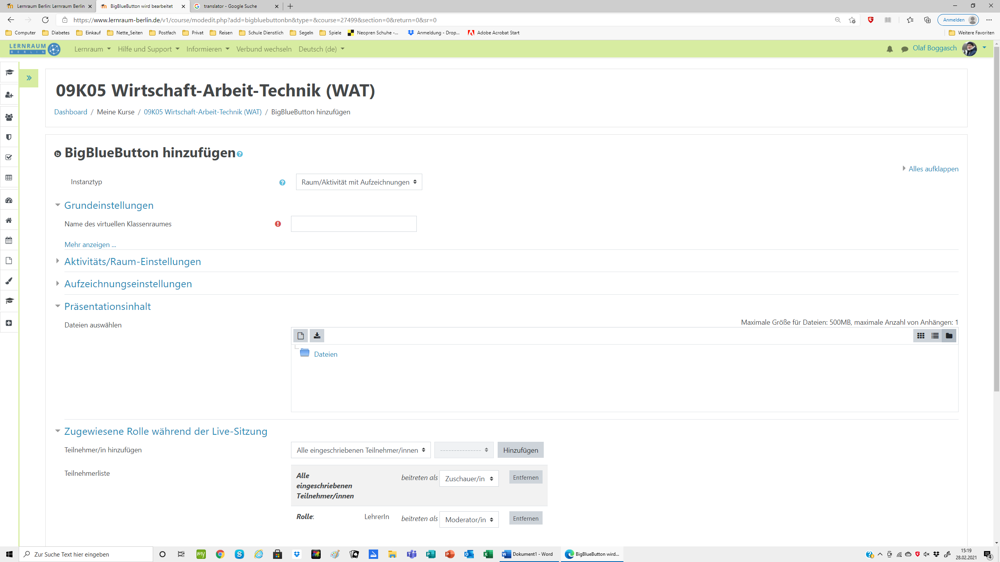 Lernraum Berlin: Lernraum Berlin
BigBlueButton wird bearbeitet
translator - Google Suche
https://www.lernraum-berlin.de/v1/course/modedit.php?add=bigbluebuttonbn&type=&course=27499&section=0&return=0&sr=0
Anmelden
Computer Diabetes Einkauf Nette_Seiten Postfach Privat Reisen Schule Dienstlich Segeln Spiele Neopren Schuhe -... Anmeldung - Drop... Adobe Acrobat Start Weitere Favoriten
LERNRAUM
BERLIN
Lernraum Hilfe und Support Informieren Verbund wechseln Deutsch (de) Olaf Boggasch
09K05 Wirtschaft-Arbeit-Technik (WAT)
Dashboard / Meine Kurse / 09K05 Wirtschaft-Arbeit-Technik (WAT) / BigBlueButton hinzufügen
BigBlueButton hinzufügen
Alles aufklappen
Instanztyp Raum/Aktivität mit Aufzeichnungen
Grundeinstellungen
Name des virtuellen Klassenraumes
Mehr anzeigen ...
Aktivitäts/Raum-Einstellungen
Aufzeichnungseinstellungen
Präsentationsinhalt
Dateien auswählen
Maximale Größe für Dateien: 500MB, maximale Anzahl von Anhängen: 1
Dateien
Zugewiesene Rolle während der Live-Sitzung
Teilnehmer/in hinzufügen Alle eingeschriebenen Teilnehmer/innen --------------- Hinzufügen
Teilnehmerliste
Alle
eingeschriebenen
Teilnehmer/innen
beitreten als Zuschauer/in Entfernen
Rolle: LehrerIn beitreten als Moderator/in Entfernen
Zur Suche Text hier eingeben
my
Dokument1 - Word
BigBlueButton wird...
15:19
28.02.2021
4